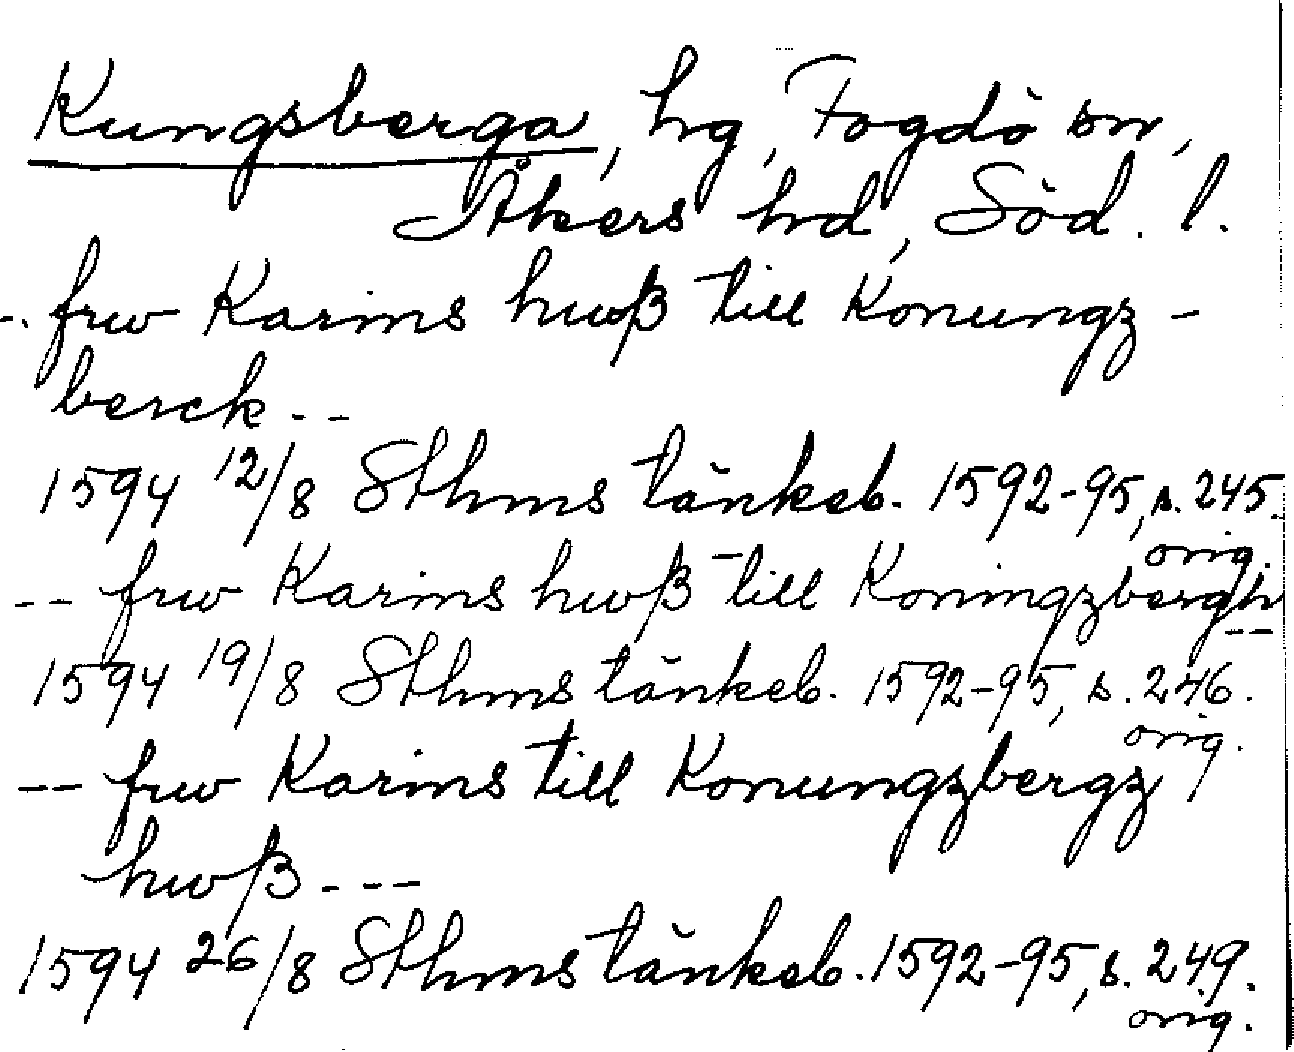 Kungsberga, hg, Fogdö sn,
Åkers hd, Söd. l.
-. frw Karins hwß till Konungz-
berck - -
1594 12/8 Sthms tänkeb. 1592-95, s. 245.
orig.
-- frw Karins hwß till Koningzbergh
--
1594 19/8 Sthms tänkeb. 1592-95, s. 246.
orig.
-- frw Karins till Konungzbergz
hwß - - -
1594 26/8 Sthms tänkeb. 1592-95, s. 249.
orig.